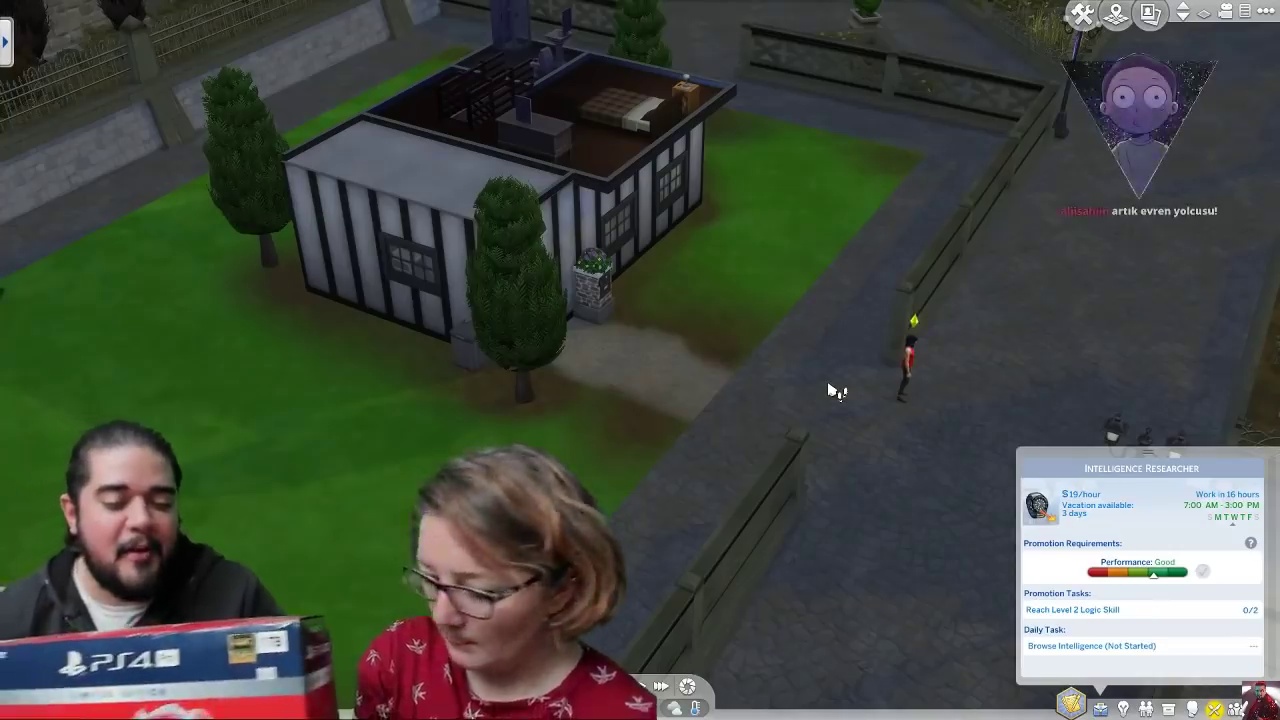 artık evren yolcusu!
INTELLIGENCE RESEARCHER
§19/hour
Work in 16 hours
Vacation available:
3 days
7:00 AM - 3:00 PM
S M T W T F S
Promotion Requirements:
?
Performance: Good
Promotion Tasks:
Reach Level 2 Logic Skill
0/2
Daily Task:
Browse Intelligence (Not Started)
...
PS4